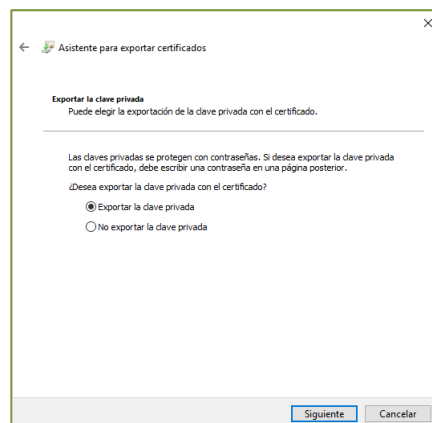 Asistente para exportar certificados
Exportar la clave privada
Puede elegir la exportación de la clave privada con el certificado.
Las claves privadas se protegen con contraseñas. Si desea exportar la clave privada
con el certificado, debe escribir una contraseña en una página posterior.
¿Desea exportar la clave privada con el certificado?
Exportar la clave privada
No exportar la clave privada
Siguiente Cancelar